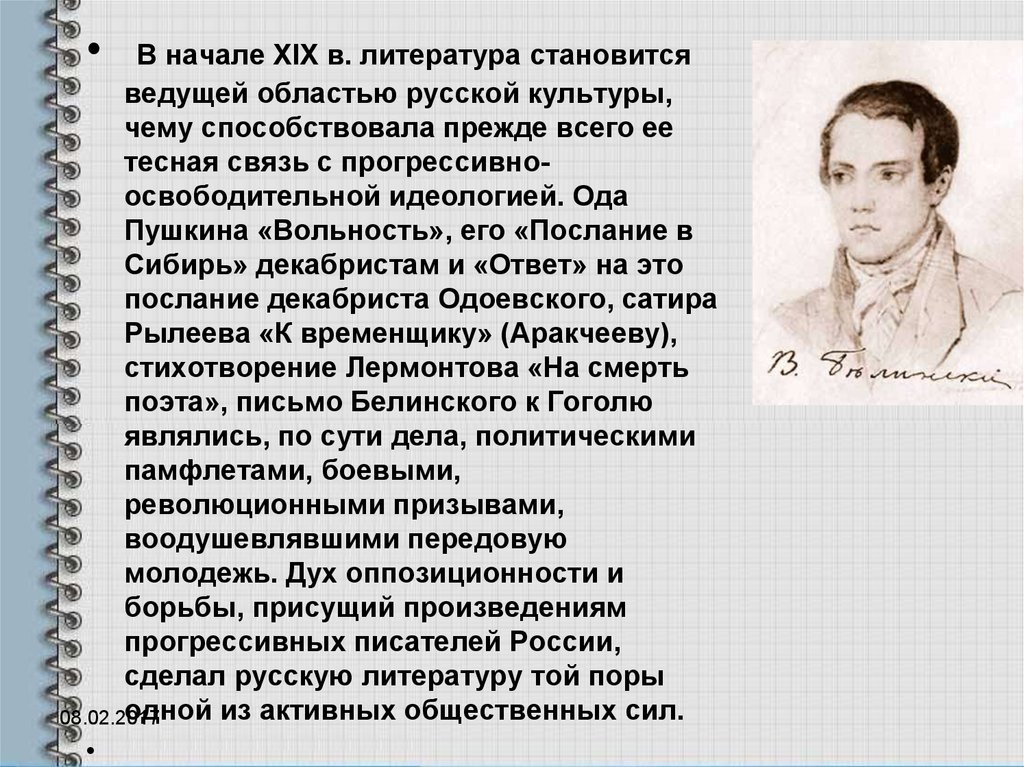 • В начале XIX в. литература становится
ведущей областью русской культуры,
чему способствовала прежде всего ее
тесная связь с прогрессивно-
освободительной идеологией. Ода
Пушкина «Вольность», его «Послание в
Сибирь» декабристам и «Ответ» на это
послание декабриста Одоевского, сатира
Рылеева «К временщику» (Аракчееву),
стихотворение Лермонтова «На смерть
поэта», письмо Белинского к Гоголю
являлись, по сути дела, политическими
памфлетами, боевыми,
революционными призывами,
воодушевлявшими передовую
молодежь. Дух оппозиционности и
борьбы, присущий произведениям
прогрессивных писателей России,
сделал русскую литературу той поры
одной из активных общественных сил.
08.02.2017
•
В. Бѣлинскій